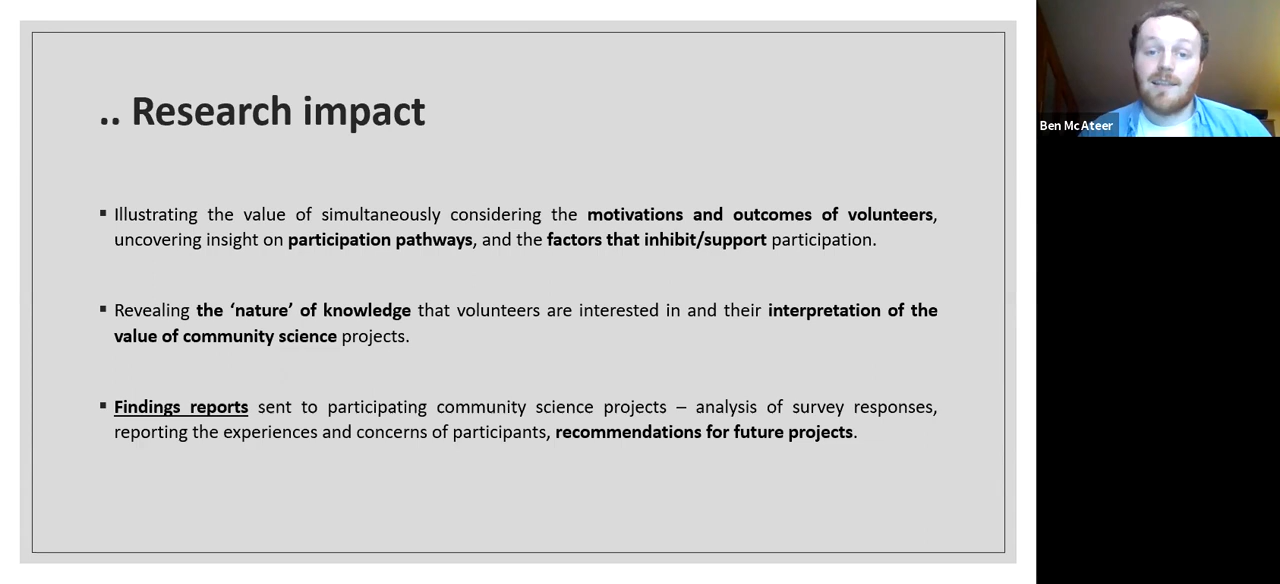 .. Research impact
▪ Illustrating the value of simultaneously considering the motivations and outcomes of volunteers,
uncovering insight on participation pathways, and the factors that inhibit/support participation.
▪ Revealing the ‘nature’ of knowledge that volunteers are interested in and their interpretation of the
value of community science projects.
▪ Findings reports sent to participating community science projects – analysis of survey responses,
reporting the experiences and concerns of participants, recommendations for future projects.
Ben McAteer